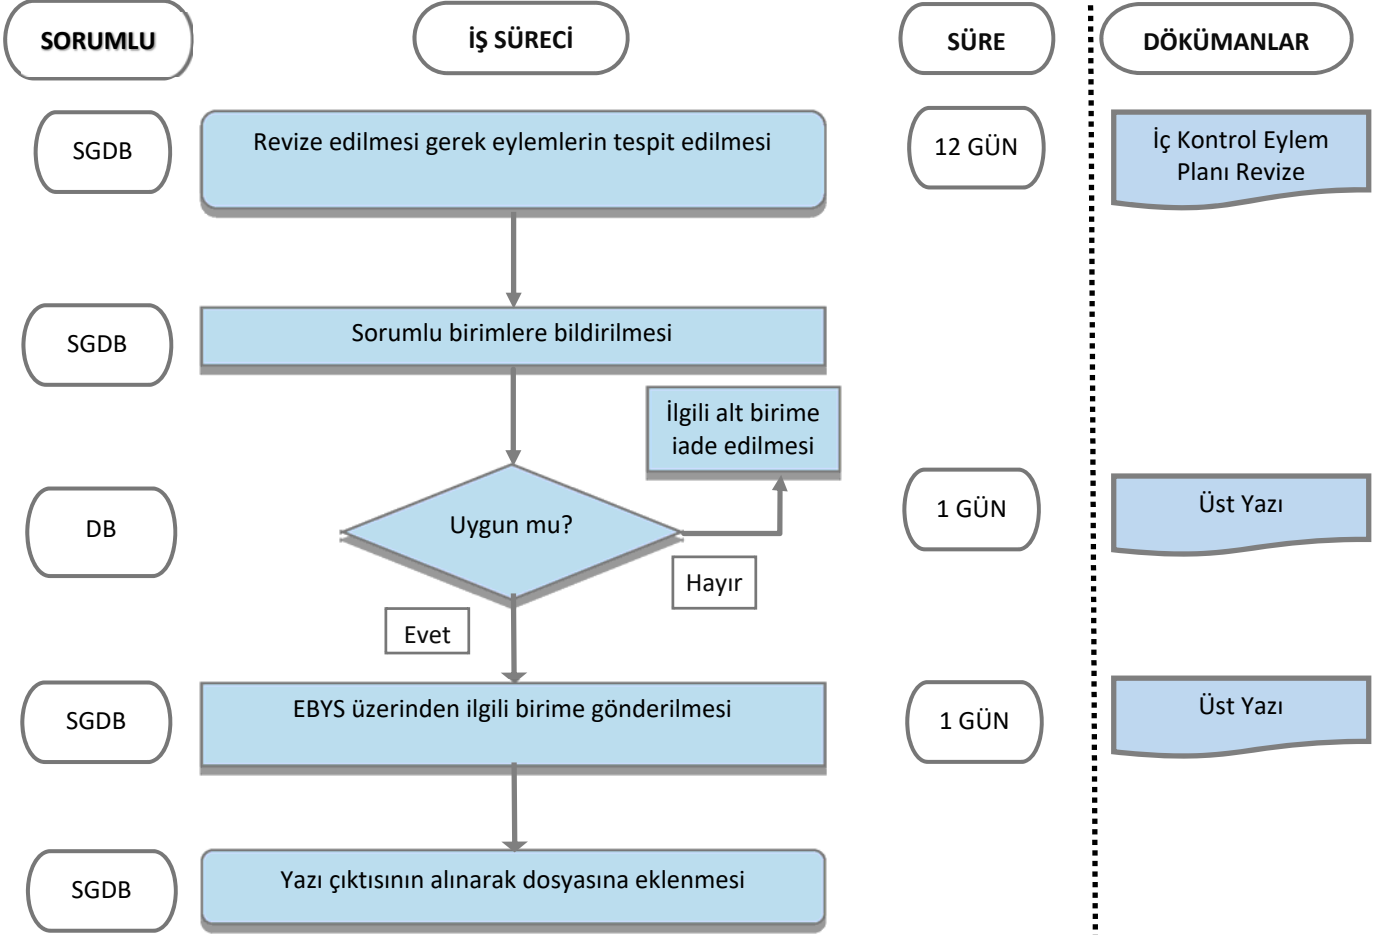 SORUMLU
İŞ SÜRECİ
SÜRE
DÖKÜMANLAR
SGDB
Revize edilmesi gerek eylemlerin tespit edilmesi
12 GÜN
İç Kontrol Eylem
Planı Revize
SGDB
Sorumlu birimlere bildirilmesi
İlgili alt birime
iade edilmesi
DB
Uygun mu?
1 GÜN
Üst Yazı
Hayır
Evet
SGDB
EBYS üzerinden ilgili birime gönderilmesi
1 GÜN
Üst Yazı
SGDB
Yazı çıktısının alınarak dosyasına eklenmesi